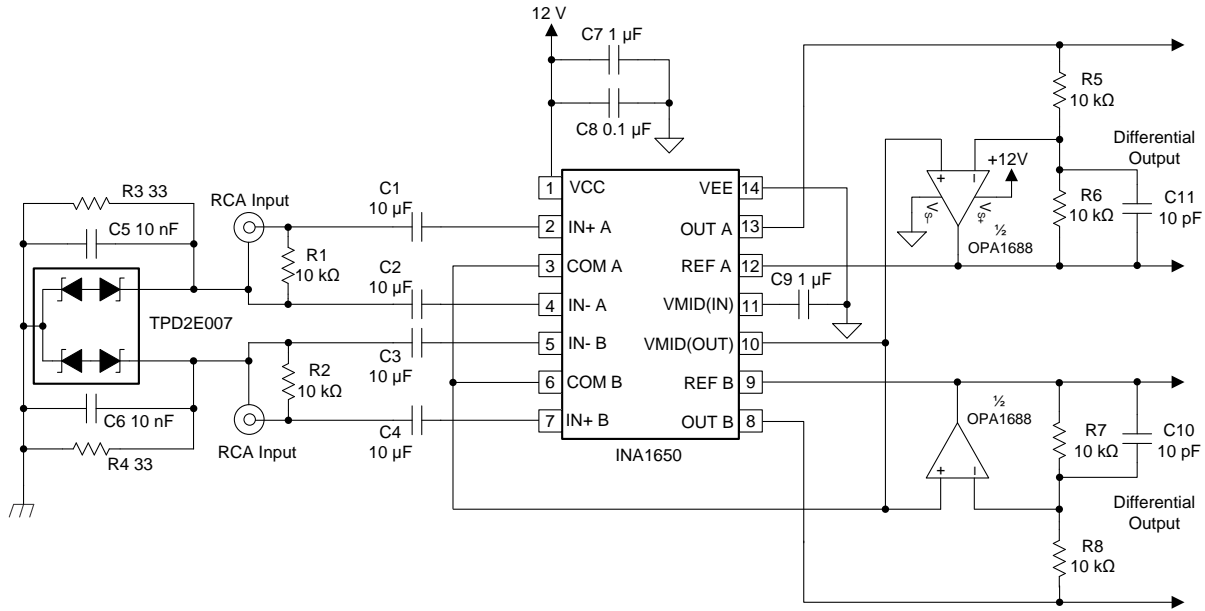 12 V
C7 1 µF
C8 0.1 µF
R3 33
C5 10 nF
TPD2E007
C6 10 nF
R4 33
RCA Input
R1
10 kΩ
R2
10 kΩ
RCA Input
C1
10 µF
C2
10 µF
C3
10 µF
C4
10 µF
1 VCC
2 IN+ A
3 COM A
4 IN- A
5 IN- B
6 COM B
7 IN+ B
VEE 14
OUT A 13
REF A 12
VMID(IN) 11
VMID(OUT) 10
REF B 9
OUT B 8
INA1650
C9 1 µF
R5
10 kΩ
Differential
Output
+12V
+
–
VS-
VS+
½
OPA1688
R6
10 kΩ
C11
10 pF
½
OPA1688
+
–
R7
10 kΩ
C10
10 pF
Differential
Output
R8
10 kΩ